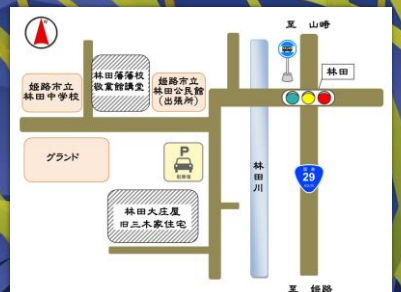 至 山崎
林田
林田藩藩校
敬業館講堂
姫路市立
林田中学校
姫路市立
林田公民館
(出張所)
グランド
P
林田川
29
林田大庄屋
旧三木家住宅
至 姫路